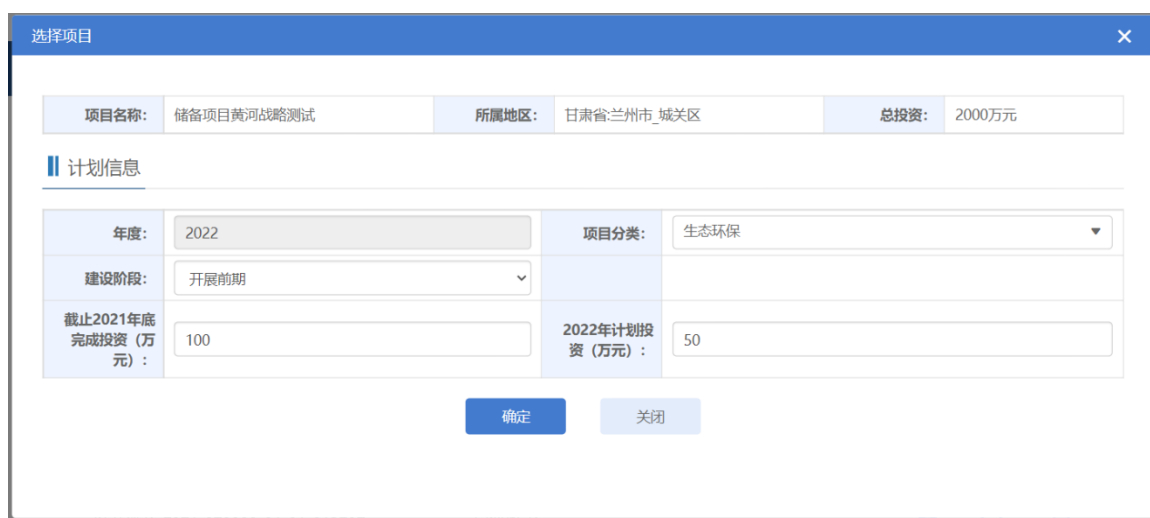 选择项目
项目名称: 储备项目黄河战略测试 所属地区: 甘肃省:兰州市_城关区 总投资: 2000万元
计划信息
年度: 2022 项目分类: 生态环保
建设阶段: 开展前期
截止2021年底
完成投资（万
元）: 100
2022年计划投
资（万元）: 50
确定 关闭